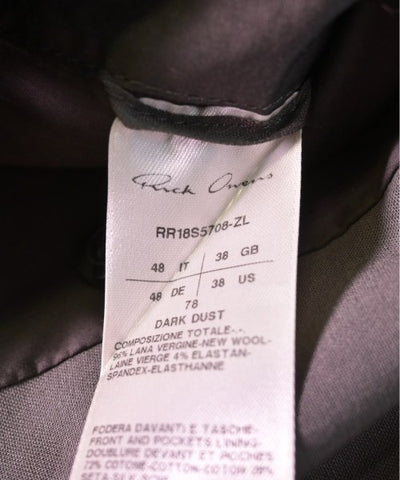 Rick Owens
RR18S5708-ZL
48 IT 38 GB
48 DE 38 US
78
DARK DUST
COMPOSIZIONE TOTALE-.-.
96% LANA VERGINE-NEW WOOL-
LAINE VIERGE 4% ELASTAN-
SPANDEX-ELASTHANNE
FODERA DAVANTI E TASCHE-
FRONT AND POCKETS LINING-
DOUBLURE DEVANT ET POCHES
72% COTONE-COTTON-COTON 28%
SETA-SILK-SOIE